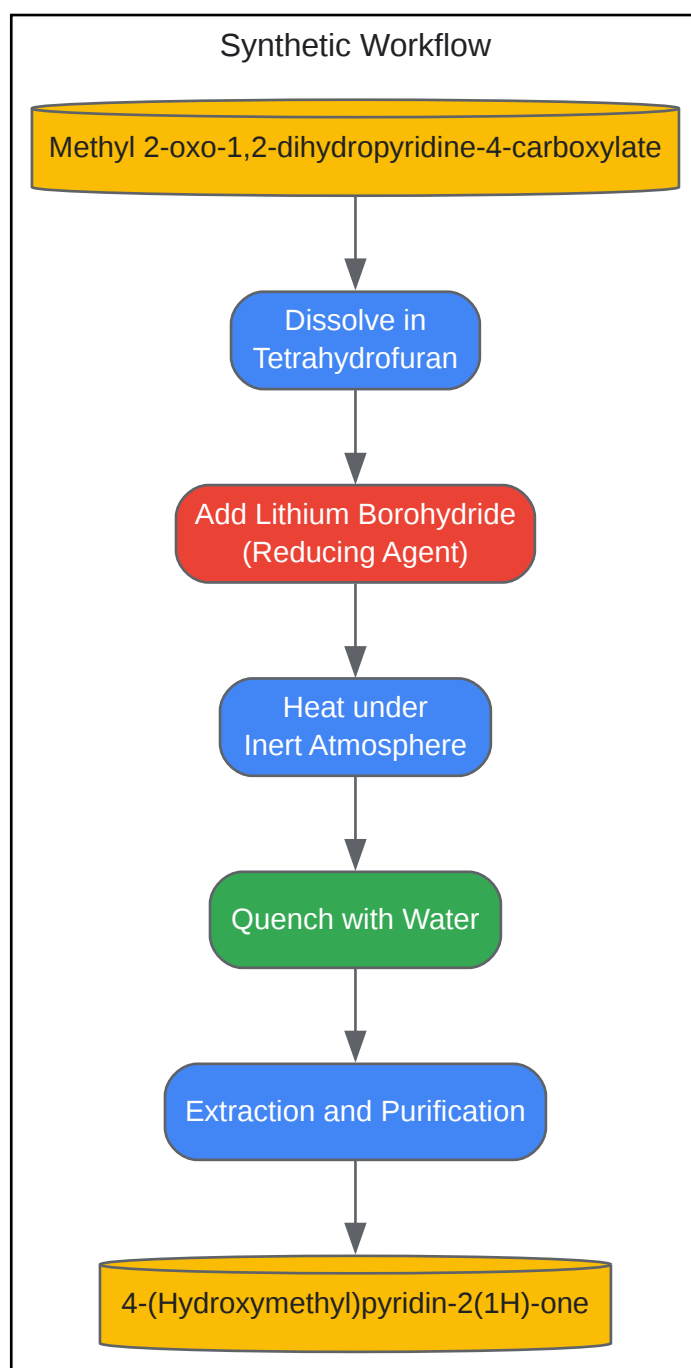 Synthetic Workflow
Methyl 2-oxo-1,2-dihydropyridine-4-carboxylate
Dissolve in
Tetrahydrofuran
Add Lithium Borohydride
(Reducing Agent)
Heat under
Inert Atmosphere
Quench with Water
Extraction and Purification
4-(Hydroxymethyl)pyridin-2(1H)-one